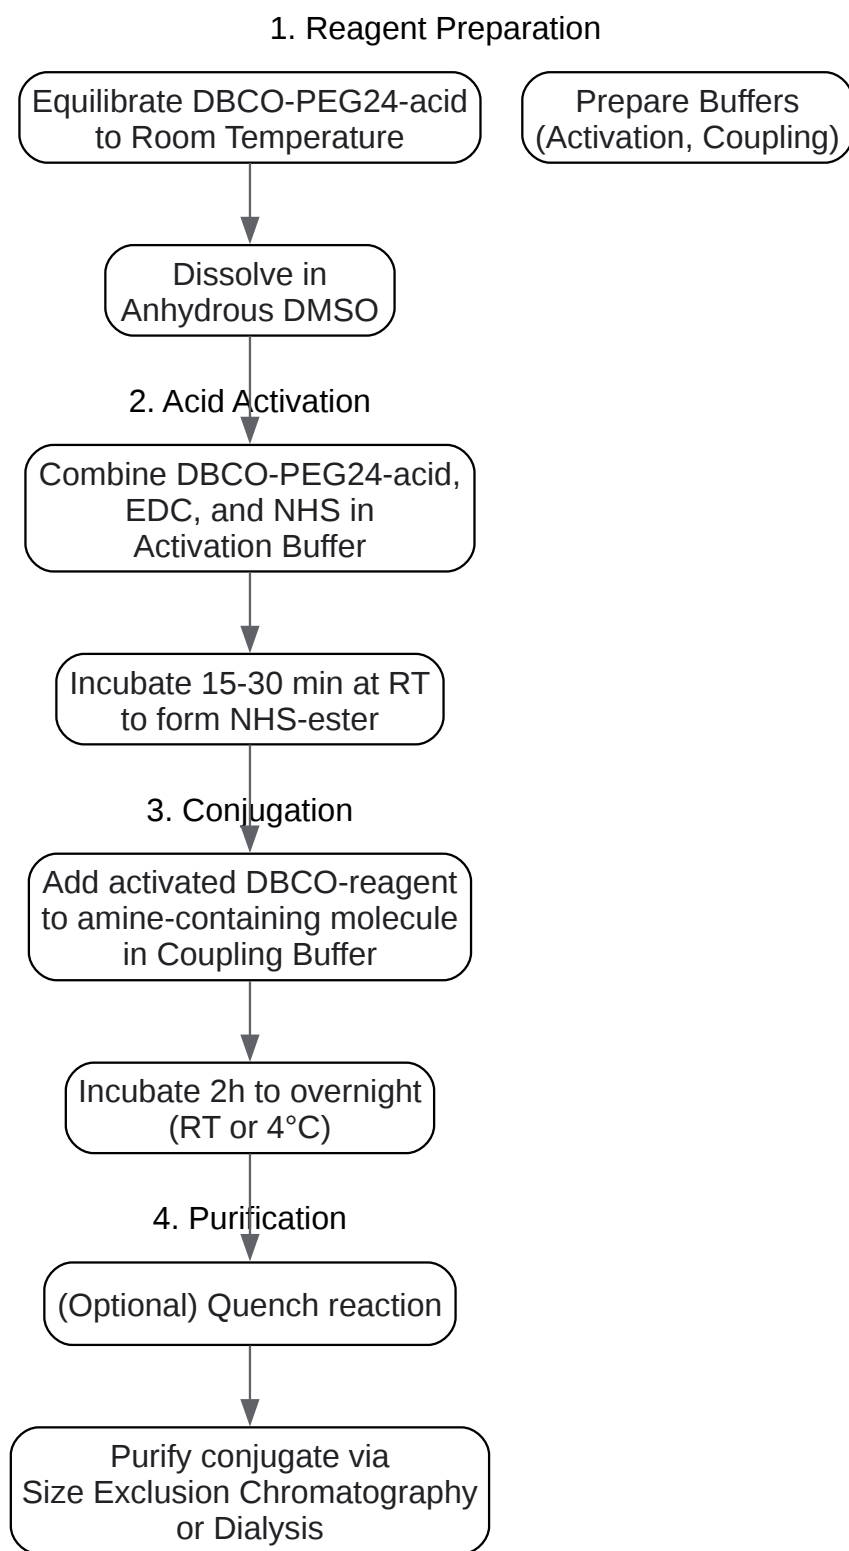 1. Reagent Preparation
Equilibrate DBCO-PEG24-acid
to Room Temperature
Prepare Buffers
(Activation, Coupling)
Dissolve in
Anhydrous DMSO
2. Acid Activation
Combine DBCO-PEG24-acid,
EDC, and NHS in
Activation Buffer
Incubate 15-30 min at RT
to form NHS-ester
3. Conjugation
Add activated DBCO-reagent
to amine-containing molecule
in Coupling Buffer
Incubate 2h to overnight
(RT or 4°C)
4. Purification
(Optional) Quench reaction
Purify conjugate via
Size Exclusion Chromatography
or Dialysis